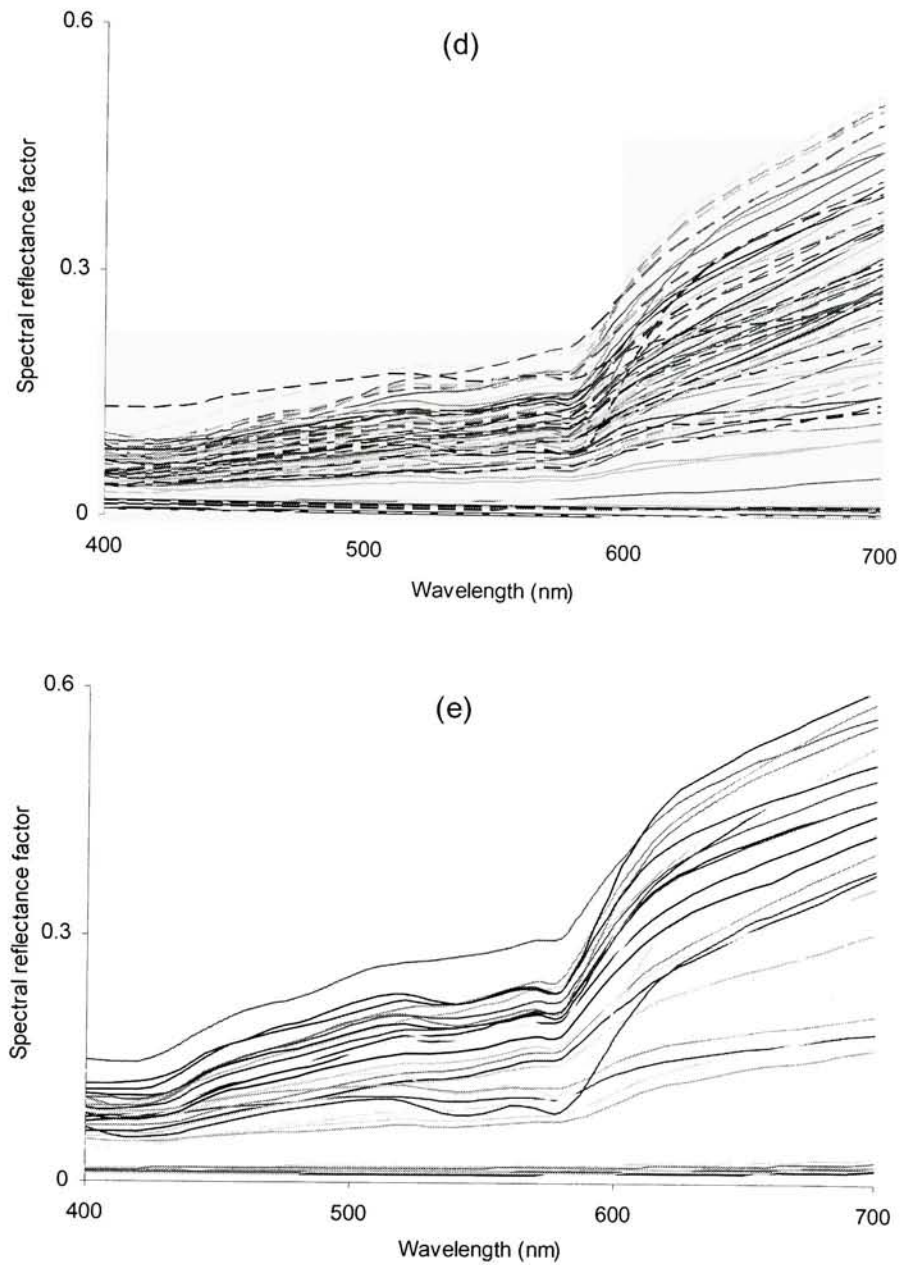 (d)
0.6
0.3
0
Spectral reflectance factor
400 500 600 700
Wavelength (nm)
(e)
0.6
0.3
0
Spectral reflectance factor
400 500 600 700
Wavelength (nm)